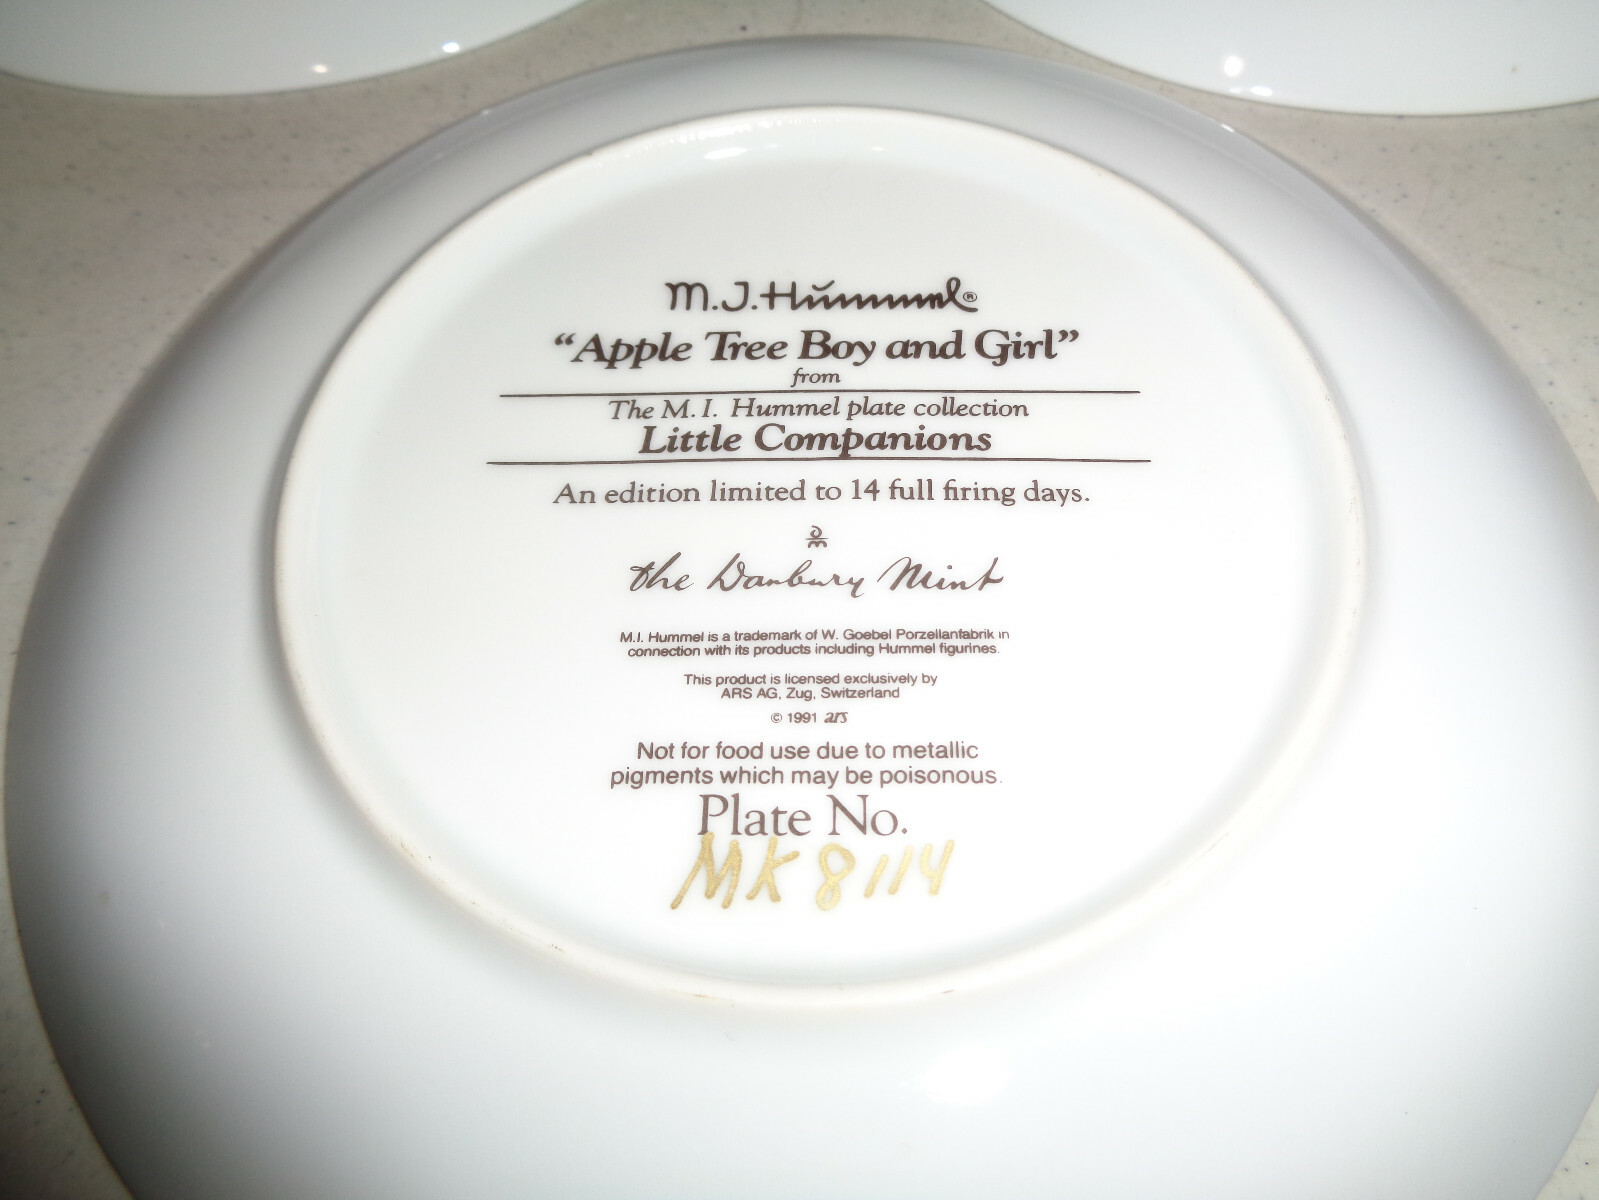 M.J. Hummel®
“Apple Tree Boy and Girl”
from
The M. I. Hummel plate collection
Little Companions
An edition limited to 14 full firing days.
The Danbury Mint
M.I. Hummel is a trademark of W. Goebel Porzellanfabrik in
connection with its products including Hummel figurines.
This product is licensed exclusively by
ARS AG, Zug, Switzerland
© 1991 ars
Not for food use due to metallic
pigments which may be poisonous.
Plate No.
MK 8114